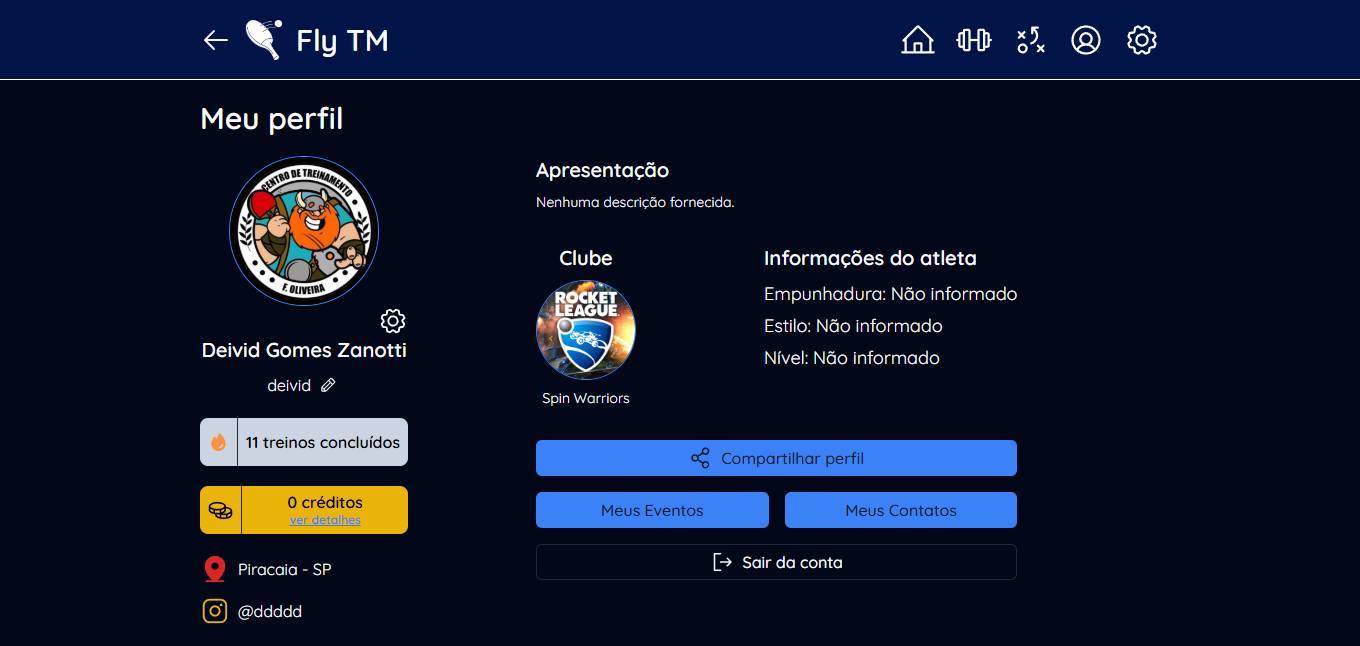 Fly TM
Meu perfil
CENTRO DE TREINAMENTO
F. OLIVEIRA
Deivid Gomes Zanotti
deivid
11 treinos concluídos
0 créditos
ver detalhes
Piracaia - SP
@ddddd
Apresentação
Nenhuma descrição fornecida.
Clube
ROCKET
LEAGUE
Spin Warriors
Informações do atleta
Empunhadura: Não informado
Estilo: Não informado
Nível: Não informado
Compartilhar perfil
Meus Eventos
Meus Contatos
Sair da conta